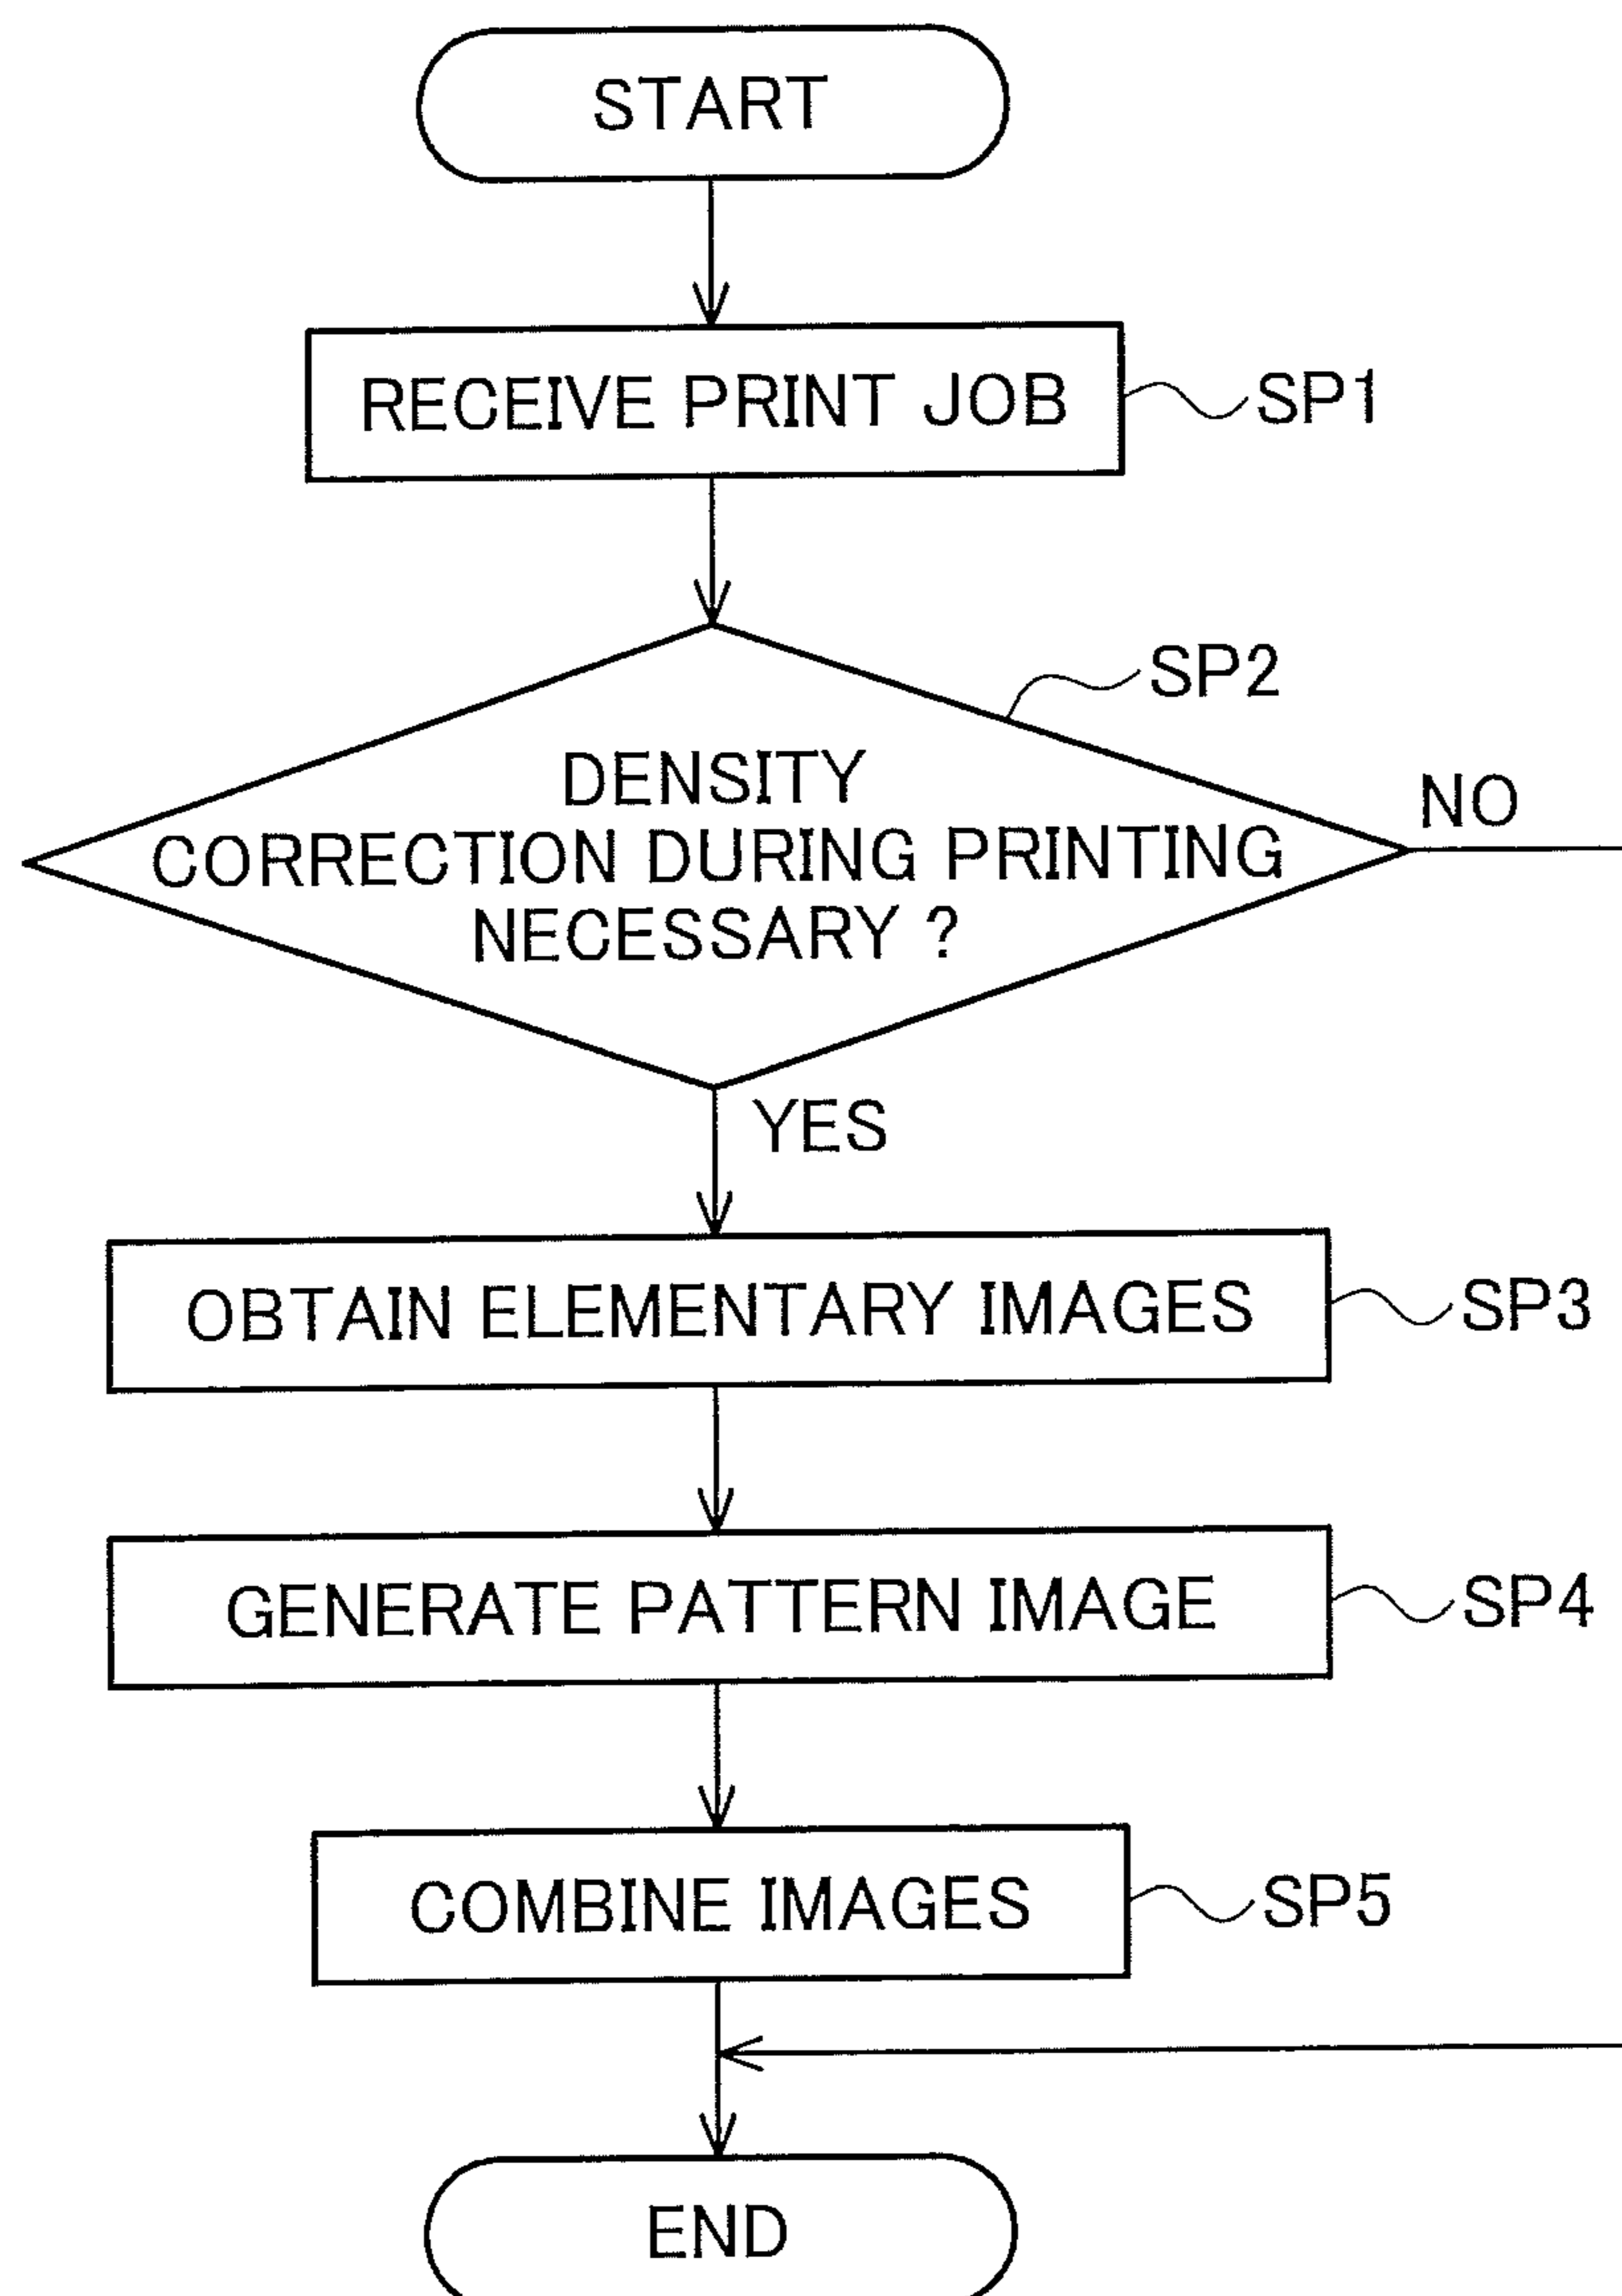 START
RECEIVE PRINT JOB
SP1
SP2
DENSITY
CORRECTION DURING PRINTING
NECESSARY ?
NO
YES
OBTAIN ELEMENTARY IMAGES
SP3
GENERATE PATTERN IMAGE
SP4
COMBINE IMAGES
SP5
END